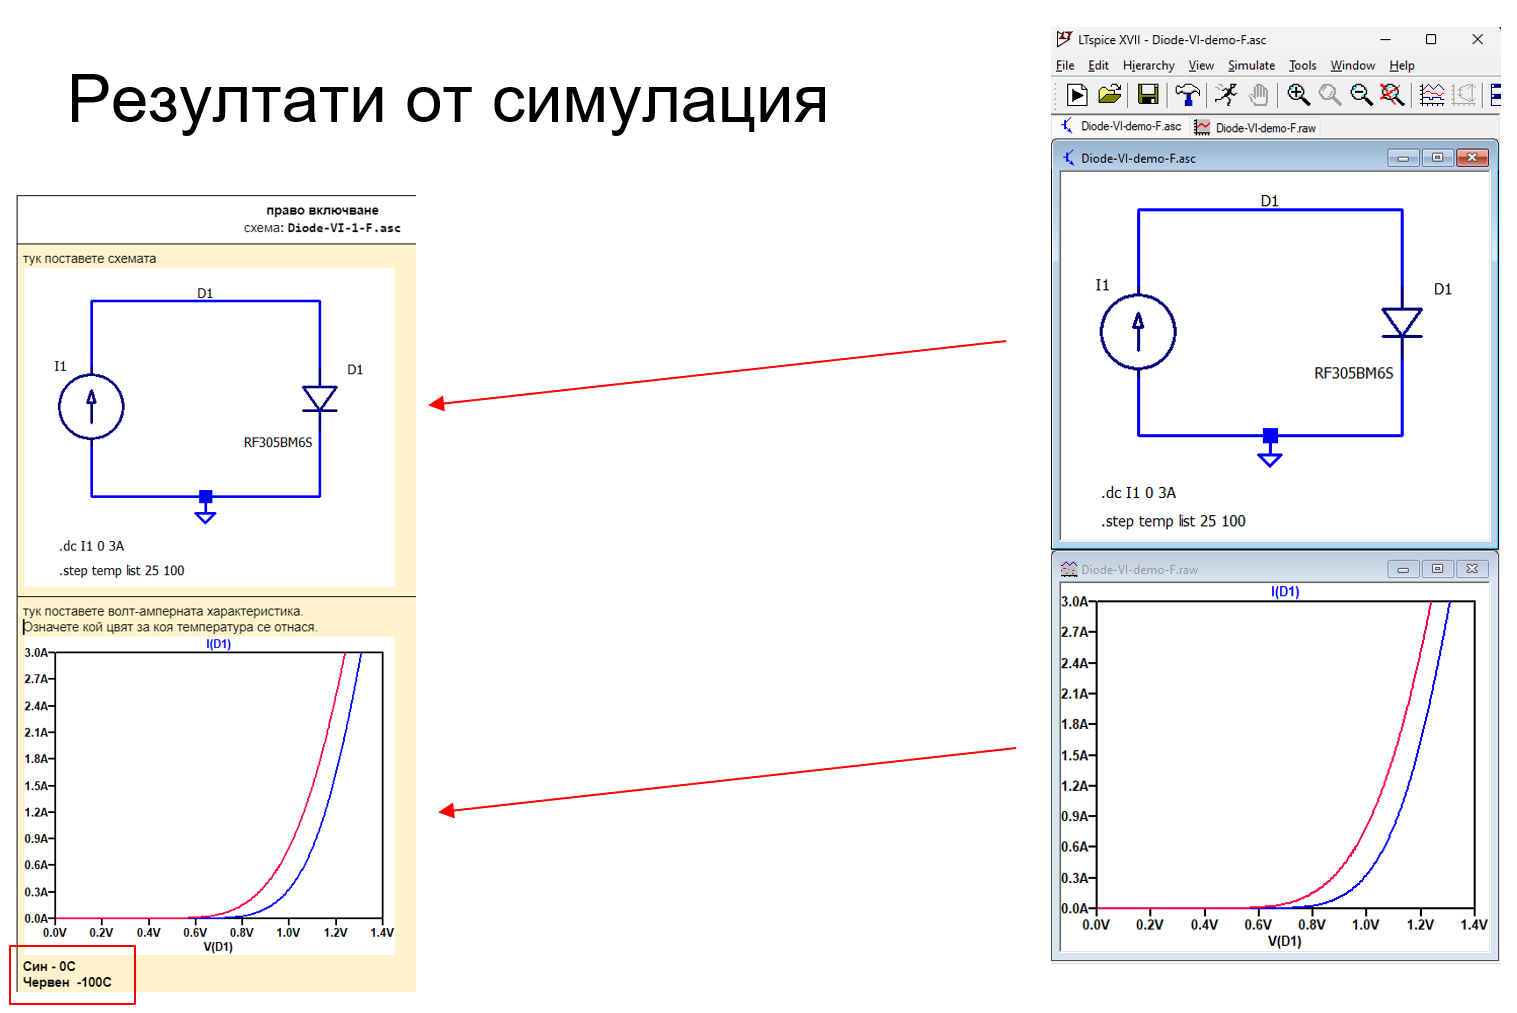 Резултати от симулация
право включване
схема: Diode-VI-1-F.asc
тук поставете схемата
D1
I1
D1
RF305BM6S
.dc I1 0 3A
.step temp list 25 100
тук поставете волт-амперната характеристика.
Означете кой цвят за коя температура се отнася.
I(D1)
3.0A
2.7A
2.4A
2.1A
1.8A
1.5A
1.2A
0.9A
0.6A
0.3A
0.0A
0.0V 0.2V 0.4V 0.6V 0.8V 1.0V 1.2V 1.4V
V(D1)
Син - 0C
Червен -100C
LTspice XVII - Diode-VI-demo-F.asc
File Edit Hierarchy View Simulate Tools Window Help
Diode-VI-demo-F.asc Diode-VI-demo-F.raw
Diode-VI-demo-F.asc
D1
I1
D1
RF305BM6S
.dc I1 0 3A
.step temp list 25 100
Diode-VI-demo-F.raw
I(D1)
3.0A
2.7A
2.4A
2.1A
1.8A
1.5A
1.2A
0.9A
0.6A
0.3A
0.0A
0.0V 0.2V 0.4V 0.6V 0.8V 1.0V 1.2V 1.4V
V(D1)